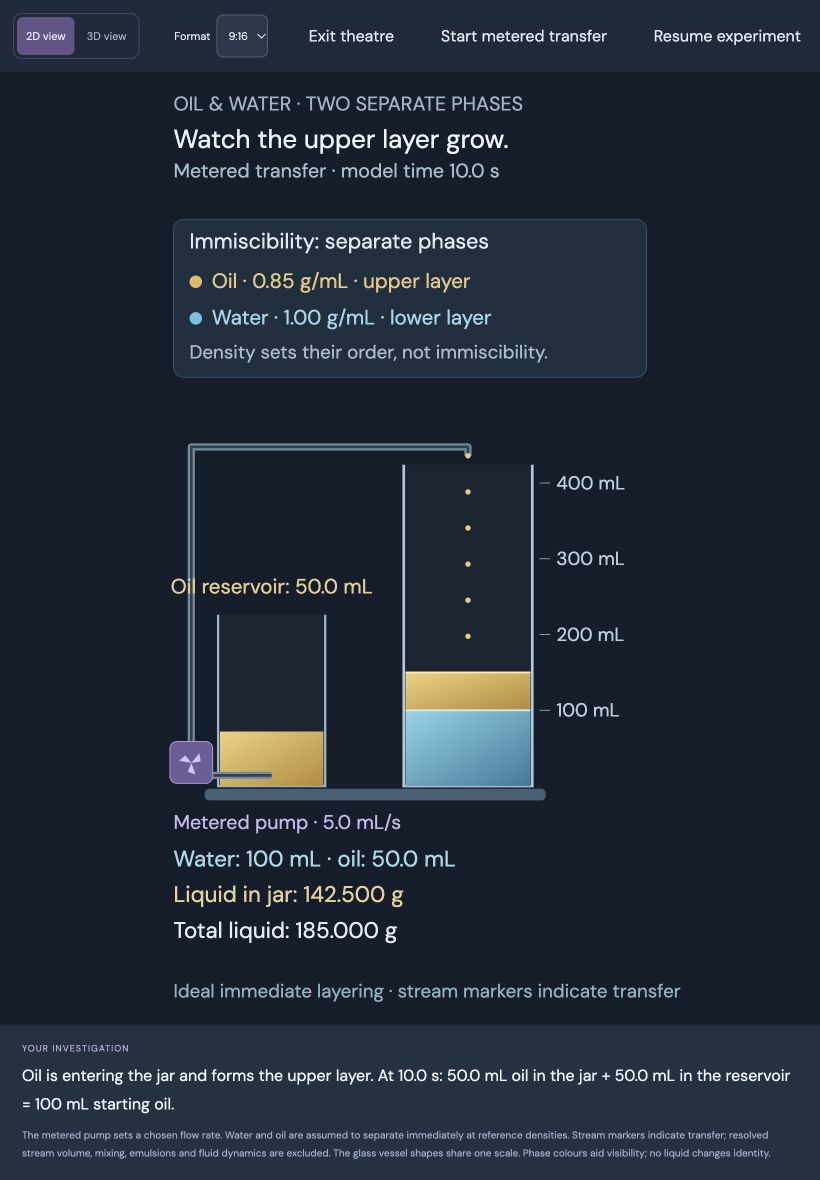 2D view
3D view
Format
9:16
Exit theatre
Start metered transfer
Resume experiment
OIL & WATER · TWO SEPARATE PHASES
Watch the upper layer grow.
Metered transfer · model time 10.0 s
Immiscibility: separate phases
Oil · 0.85 g/mL · upper layer
Water · 1.00 g/mL · lower layer
Density sets their order, not immiscibility.
400 mL
300 mL
Oil reservoir: 50.0 mL
200 mL
100 mL
Metered pump · 5.0 mL/s
Water: 100 mL · oil: 50.0 mL
Liquid in jar: 142.500 g
Total liquid: 185.000 g
Ideal immediate layering · stream markers indicate transfer
YOUR INVESTIGATION
Oil is entering the jar and forms the upper layer. At 10.0 s: 50.0 mL oil in the jar + 50.0 mL in the reservoir
= 100 mL starting oil.
The metered pump sets a chosen flow rate. Water and oil are assumed to separate immediately at reference densities. Stream markers indicate transfer; resolved
stream volume, mixing, emulsions and fluid dynamics are excluded. The glass vessel shapes share one scale. Phase colours aid visibility; no liquid changes identity.